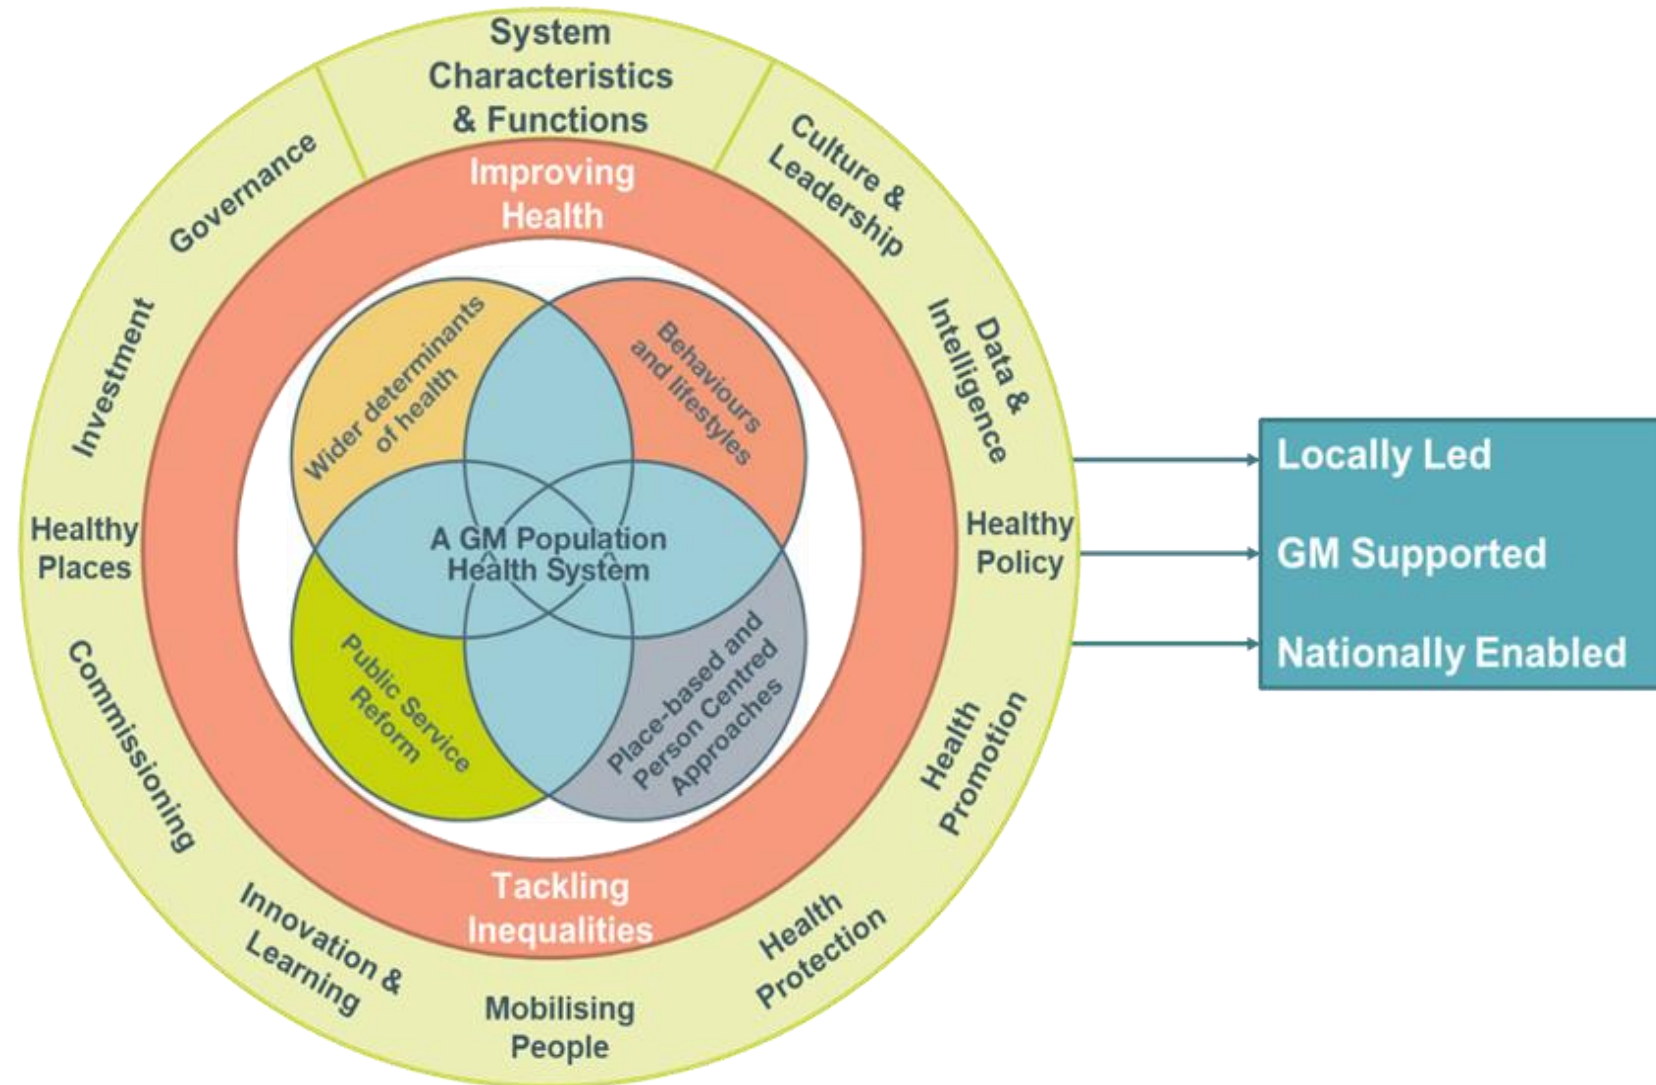 System
Characteristics
& Functions
Culture &
Leadership
Data &
Intelligence
Healthy
Policy
Health
Promotion
Health
Protection
Mobilising
People
Innovation &
Learning
Commissioning
Healthy
Places
Investment
Governance
Improving
Health
Tackling
Inequalities
Wider determinants
of health
Behaviours
and lifestyles
A GM Population
Health System
Public Service
Reform
Place-based and
Person Centred
Approaches
Locally Led
GM Supported
Nationally Enabled